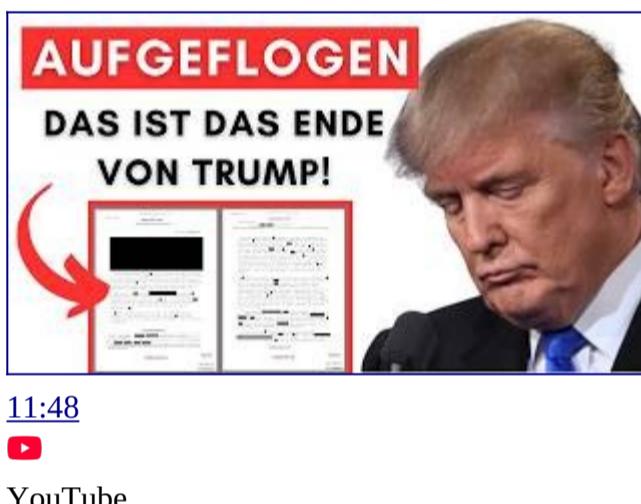 AUFGEFLOGEN
DAS IST DAS ENDE
VON TRUMP!
11:48
YouTube